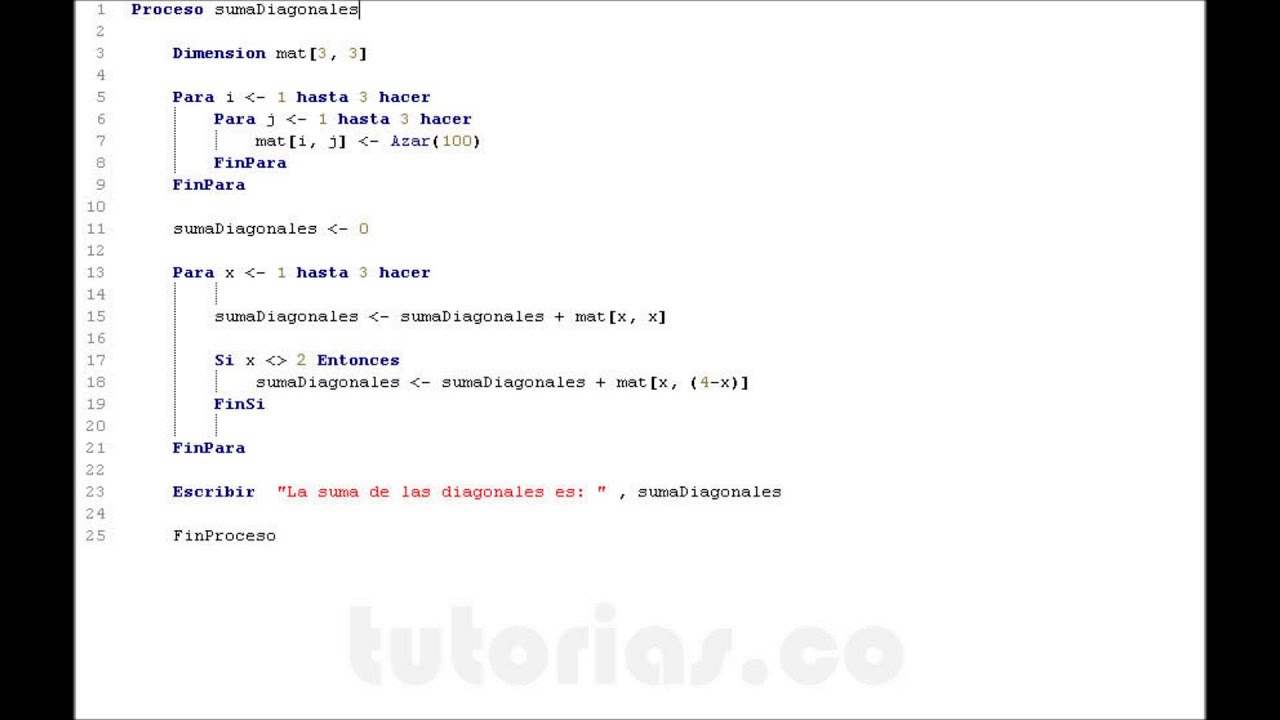 1 Proceso sumaDiagonales
2
3 Dimension mat[3, 3]
4
5 Para i <- 1 hasta 3 hacer
6 Para j <- 1 hasta 3 hacer
7 mat[i, j] <- Azar(100)
8 FinPara
9 FinPara
10
11 sumaDiagonales <- 0
12
13 Para x <- 1 hasta 3 hacer
14
15 sumaDiagonales <- sumaDiagonales + mat[x, x]
16
17 Si x <> 2 Entonces
18 sumaDiagonales <- sumaDiagonales + mat[x, (4-x)]
19 FinSi
20
21 FinPara
22
23 Escribir "La suma de las diagonales es: " , sumaDiagonales
24
25 FinProceso
tutorias.co